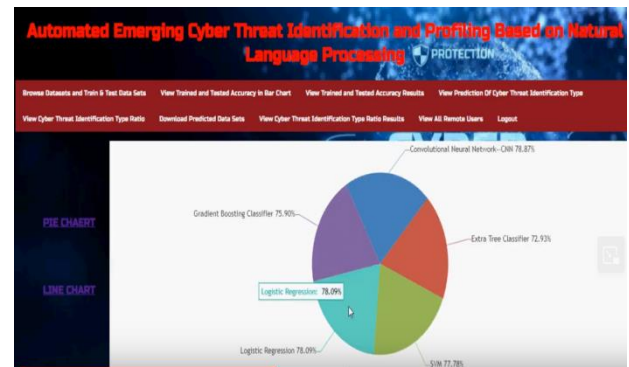 Automated Emerging Cyber Threat Identification and Profiling Based on Natural
Language Processing PROTECTION
Browse Datasets and Train & Test Data Sets View Trained and Tested Accuracy in Bar Chart View Trained and Tested Accuracy Results View Prediction Of Cyber Threat Identification Type
View Cyber Threat Identification Type Ratio Download Predicted Data Sets View Cyber Threat Identification Type Ratio Results View All Remote Users Logout
Convolutional Neural Network--CNN 78.87%
Gradient Boosting Classifier 75.90%
PIE CHAERT
Extra Tree Classifier 72.93%
LINE CHART
Logistic Regression: 78.09%
Logistic Regression 78.09%
SVM 77.78%